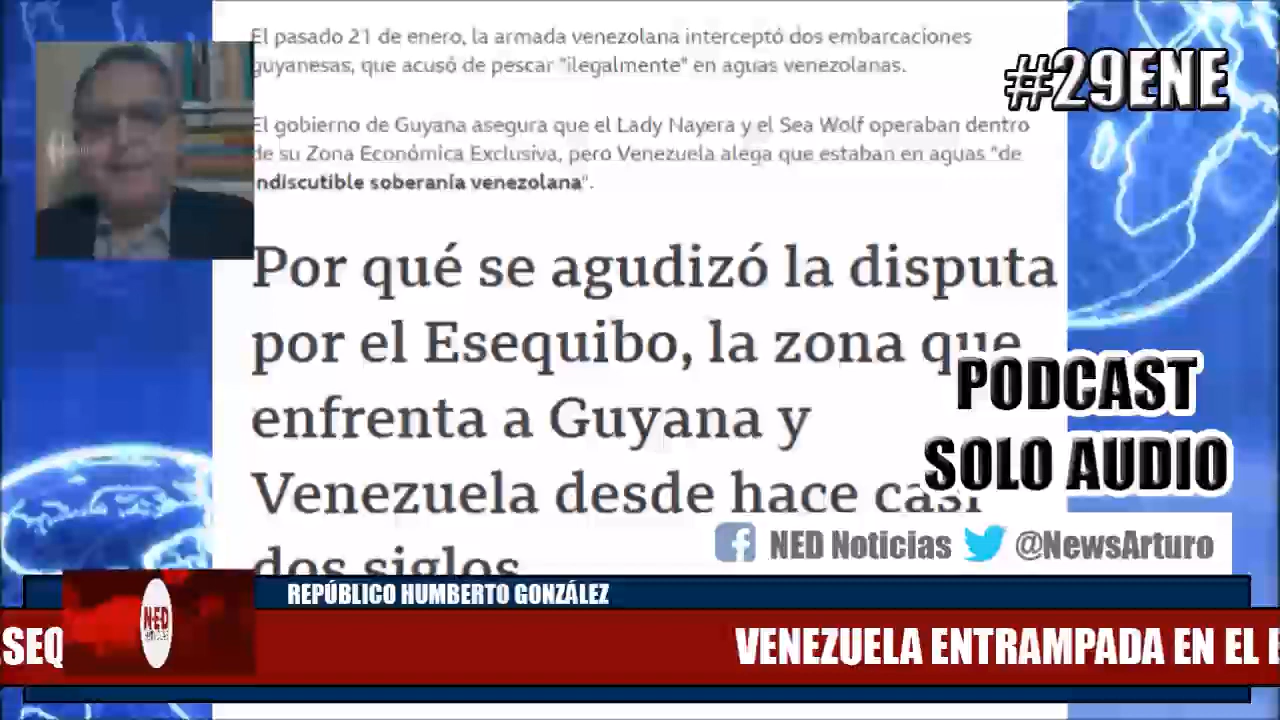 El pasado 21 de enero, la armada venezolana interceptó dos embarcaciones
guyanesas, que acusó de pescar "ilegalmente" en aguas venezolanas.
#29ENE
El gobierno de Guyana asegura que el Lady Nayera y el Sea Wolf operaban dentro
de su Zona Económica Exclusiva, pero Venezuela alega que estaban en aguas "de
ndiscutible soberanía venezolana".
Por qué se agudizó la disputa
por el Esequibo, la zona que
enfrenta a Guyana y
Venezuela desde hace casi
dos siglos
PODCAST
SOLO AUDIO
NED Noticias @NewsArturo
REPÚBLICO HUMBERTO GONZÁLEZ
N·E·D
SEQ
VENEZUELA ENTRAMPADA EN EL